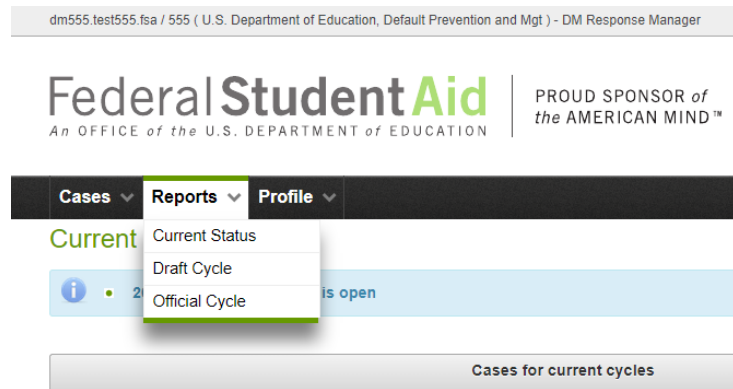 dm555.test555.fsa / 555 ( U.S. Department of Education, Default Prevention and Mgt ) - DM Response Manager
Federal StudentAid
An OFFICE of the U.S. DEPARTMENT of EDUCATION
PROUD SPONSOR of
the AMERICAN MIND™
Cases Reports Profile
Current
Current Status
Draft Cycle
Official Cycle
is open
Cases for current cycles